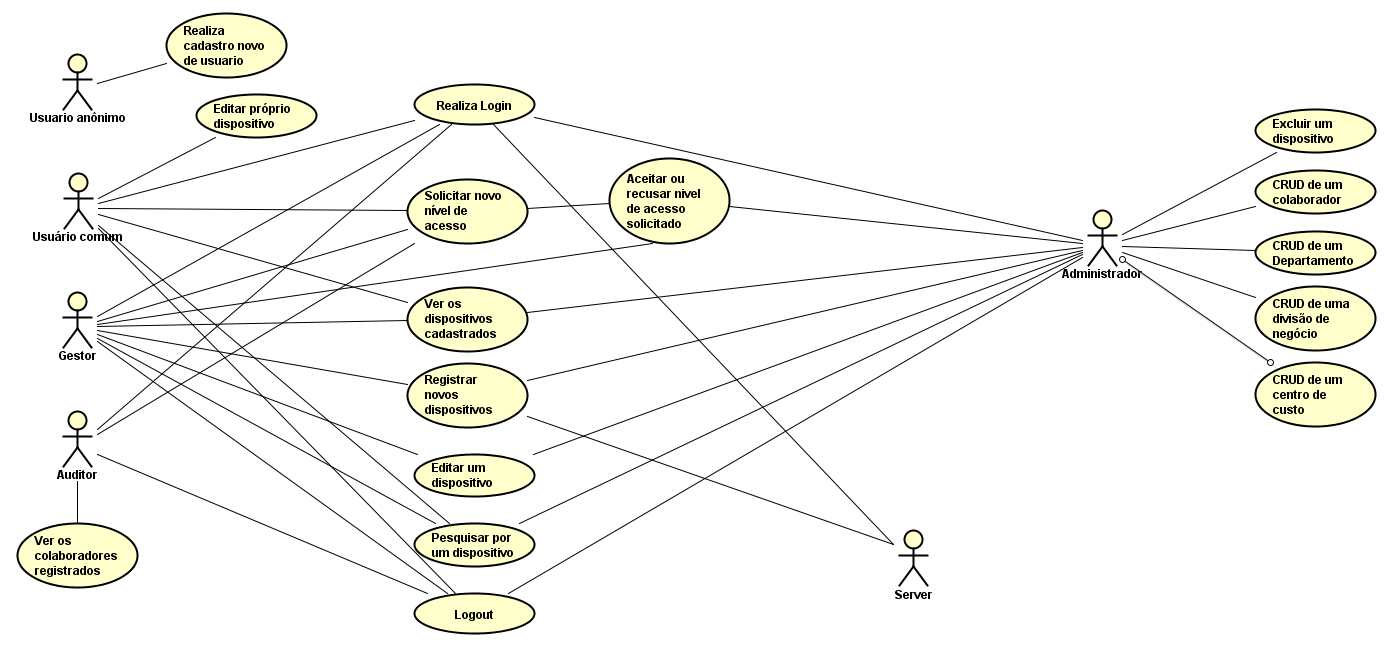 Realiza
cadastro novo
de usuario
Usuario anônimo
Editar próprio
dispositivo
Realiza Login
Excluir um
dispositivo
Aceitar ou
recusar nivel
de acesso
solicitado
CRUD de um
colaborador
Solicitar novo
nível de
acesso
Usuário comum
CRUD de um
Departamento
Administrador
Ver os
dispositivos
cadastrados
CRUD de uma
divisão de
negócio
Gestor
Registrar
novos
dispositivos
CRUD de um
centro de
custo
Auditor
Editar um
dispositivo
Pesquisar por
um dispositivo
Ver os
colaboradores
registrados
Server
Logout